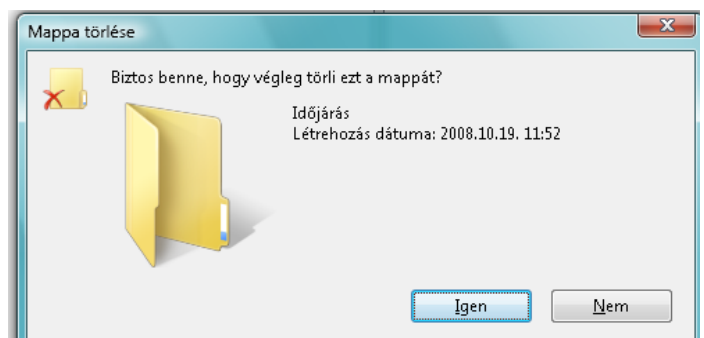 Mappa törlése
Biztos benne, hogy végleg törli ezt a mappát?
Időjárás
Létrehozás dátuma: 2008.10.19. 11:52
Igen
Nem